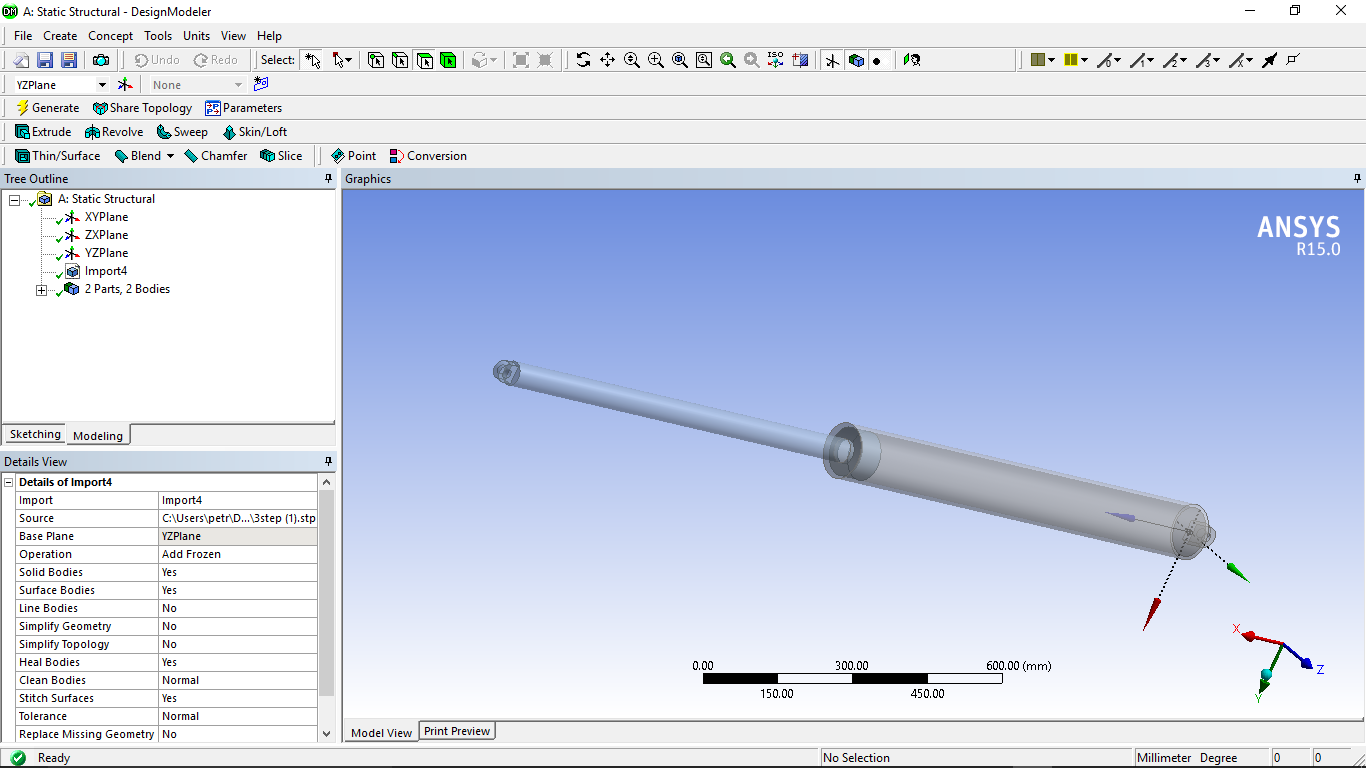 A: Static Structural - DesignModeler
File Create Concept Tools Units View Help
Undo Redo Select: ISO
YZPlane None
Generate Share Topology Parameters
Extrude Revolve Sweep Skin/Loft
Thin/Surface Blend Chamfer Slice Point Conversion
Tree Outline
A: Static Structural
XYPlane
ZXPlane
YZPlane
Import4
2 Parts, 2 Bodies
Sketching Modeling
Details View
Details of Import4
Import Import4
Source C:\Users\petr\D...\3step (1).stp
Base Plane YZPlane
Operation Add Frozen
Solid Bodies Yes
Surface Bodies Yes
Line Bodies No
Simplify Geometry No
Simplify Topology No
Heal Bodies Yes
Clean Bodies Normal
Stitch Surfaces Yes
Tolerance Normal
Replace Missing Geometry No
Graphics
ANSYS
R15.0
0.00 300.00 600.00 (mm)
150.00 450.00
X
Z
Y
Model View Print Preview
Ready No Selection Millimeter Degree 0 0